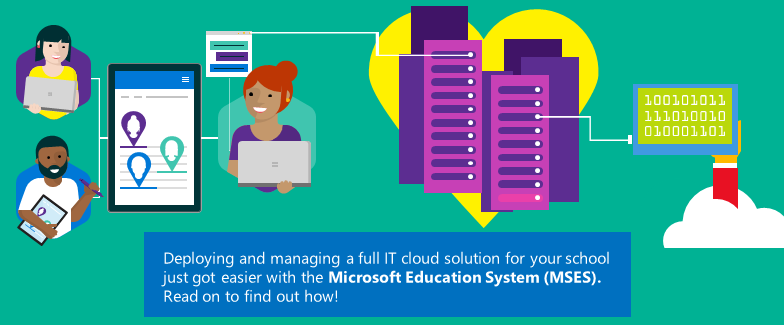 100101011
111010010
010001101
Deploying and managing a full IT cloud solution for your school
just got easier with the Microsoft Education System (MSES).
Read on to find out how!